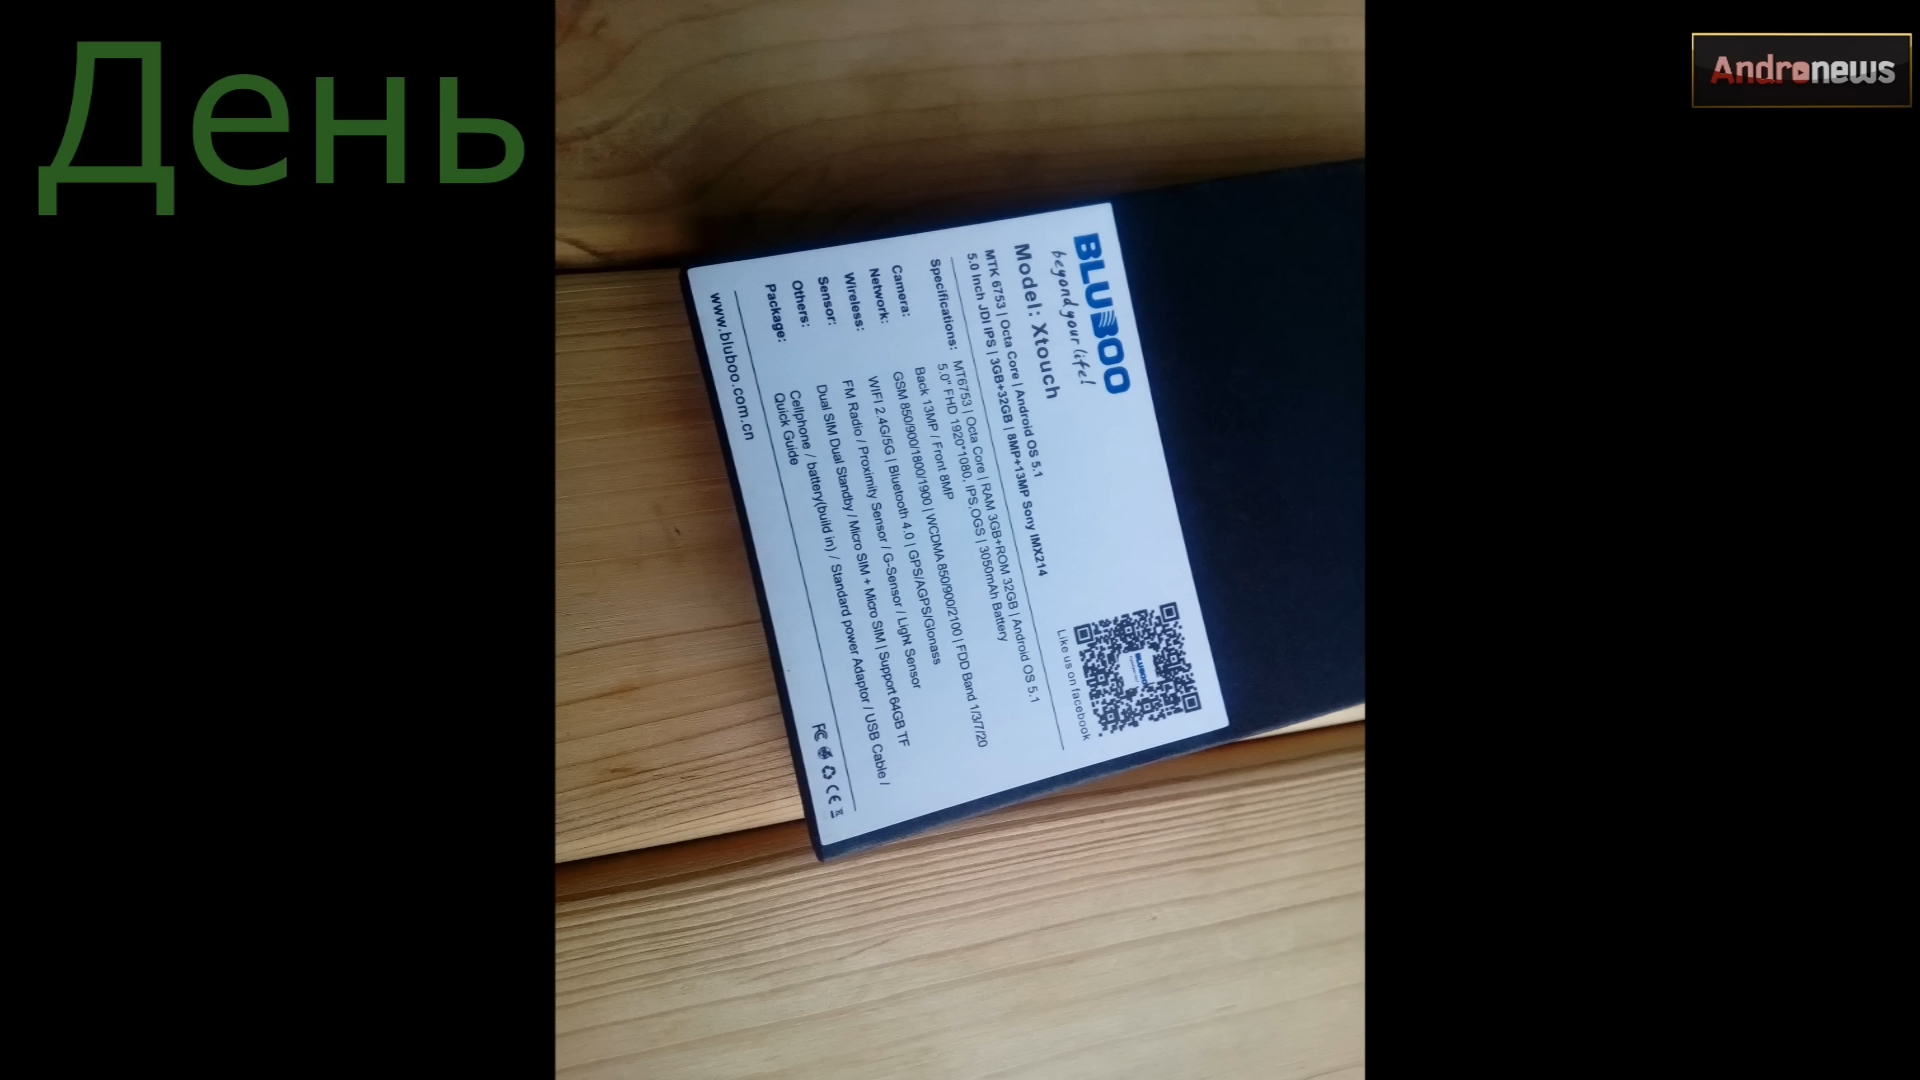 День
Andronews
BLUBOO
beyond your life!
Model: Xtouch
MTK 6753 | Octa Core | Android OS 5.1
5.0 Inch JDI IPS | 3GB+32GB | 8MP+13MP Sony IMX214
Specifications: MT6753 | Octa Core | RAM 3GB+ROM 32GB | Android OS 5.1
5.0" FHD 1920*1080, IPS,OGS | 3050mAh Battery
Camera: Back 13MP / Front 8MP
Network: GSM 850/900/1800/1900 | WCDMA 850/900/2100 | FDD Band 1/3/7/20
Wireless: WIFI 2.4G/5G | Bluetooth 4.0 | GPS/AGPS/Glonass
Sensor: FM Radio / Proximity Sensor / G-Sensor / Light Sensor
Others: Dual SIM Dual Standby / Micro SIM + Micro SIM | Support 64GB TF
Package: Cellphone / battery(build in) / Standard power Adaptor / USB Cable /
Quick Guide
www.bluboo.com.cn
FC CE
BLUBOO
Like us on facebook